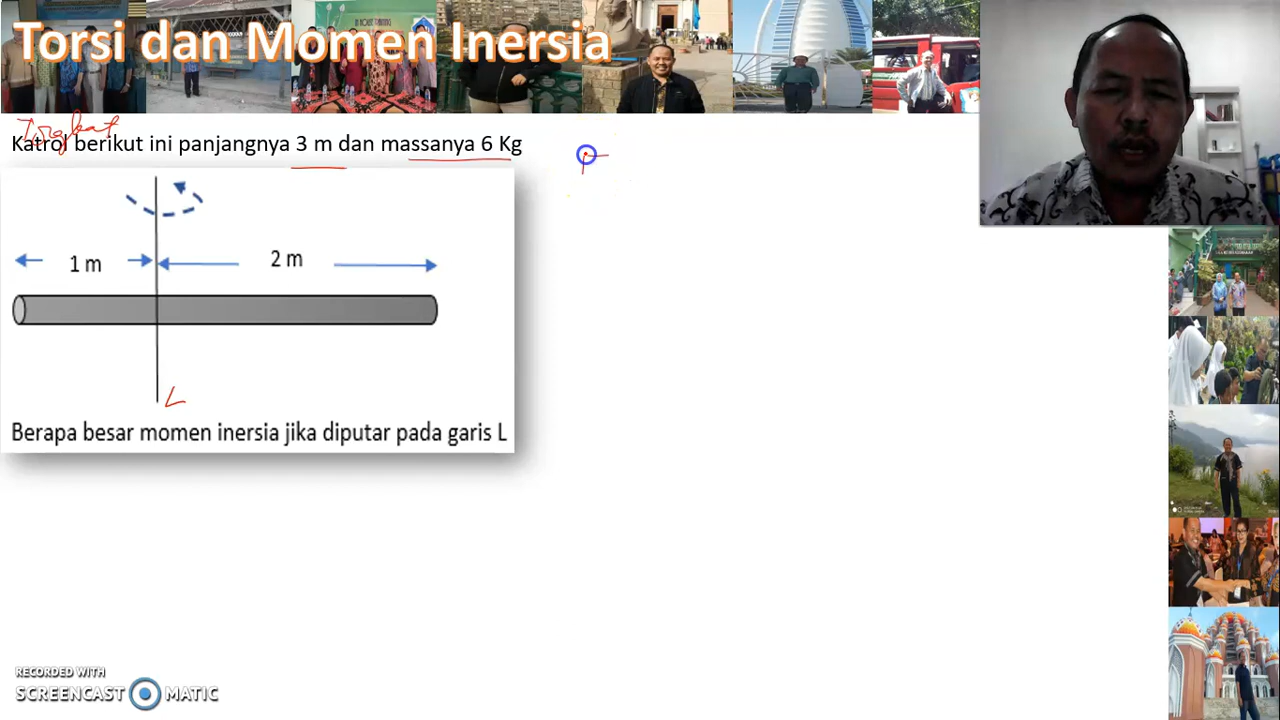 Torsi dan Momen Inersia
Tongkat
Katrol berikut ini panjangnya 3 m dan massanya 6 Kg
1 m
2 m
L
Berapa besar momen inersia jika diputar pada garis L
RECORDED WITH
SCREENCAST MATIC